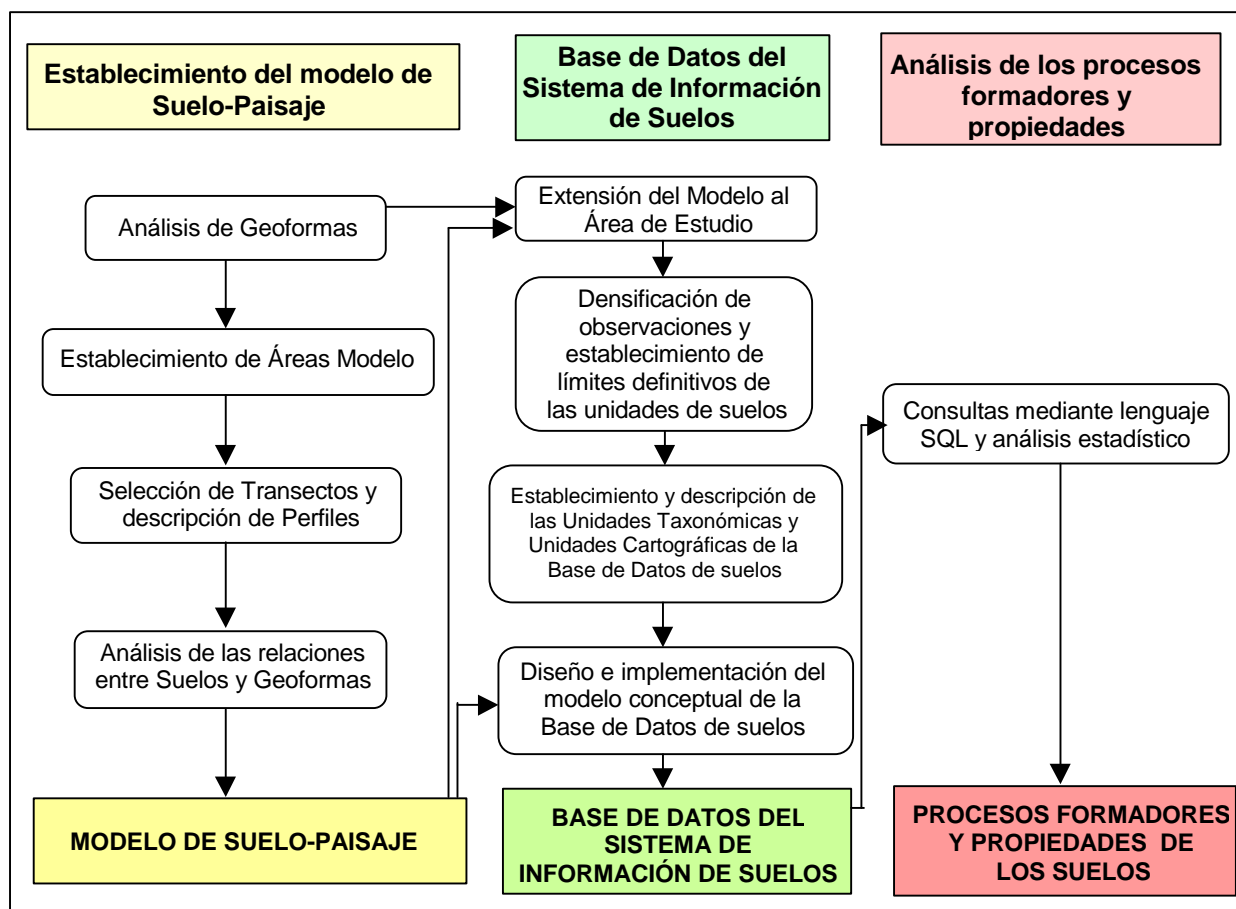 Establecimiento del modelo de
Suelo-Paisaje
Base de Datos del
Sistema de Información
de Suelos
Análisis de los procesos
formadores y
propiedades
Análisis de Geoformas
Establecimiento de Áreas Modelo
Selección de Transectos y
descripción de Perfiles
Análisis de las relaciones
entre Suelos y Geoformas
MODELO DE SUELO-PAISAJE
Extensión del Modelo al
Área de Estudio
Densificación de
observaciones y
establecimiento de
límites definitivos de
las unidades de suelos
Establecimiento y descripción de
las Unidades Taxonómicas y
Unidades Cartográficas de la
Base de Datos de suelos
Diseño e implementación del
modelo conceptual de la
Base de Datos de suelos
BASE DE DATOS DEL
SISTEMA DE
INFORMACIÓN DE SUELOS
Consultas mediante lenguaje
SQL y análisis estadístico
PROCESOS FORMADORES
Y PROPIEDADES DE
LOS SUELOS